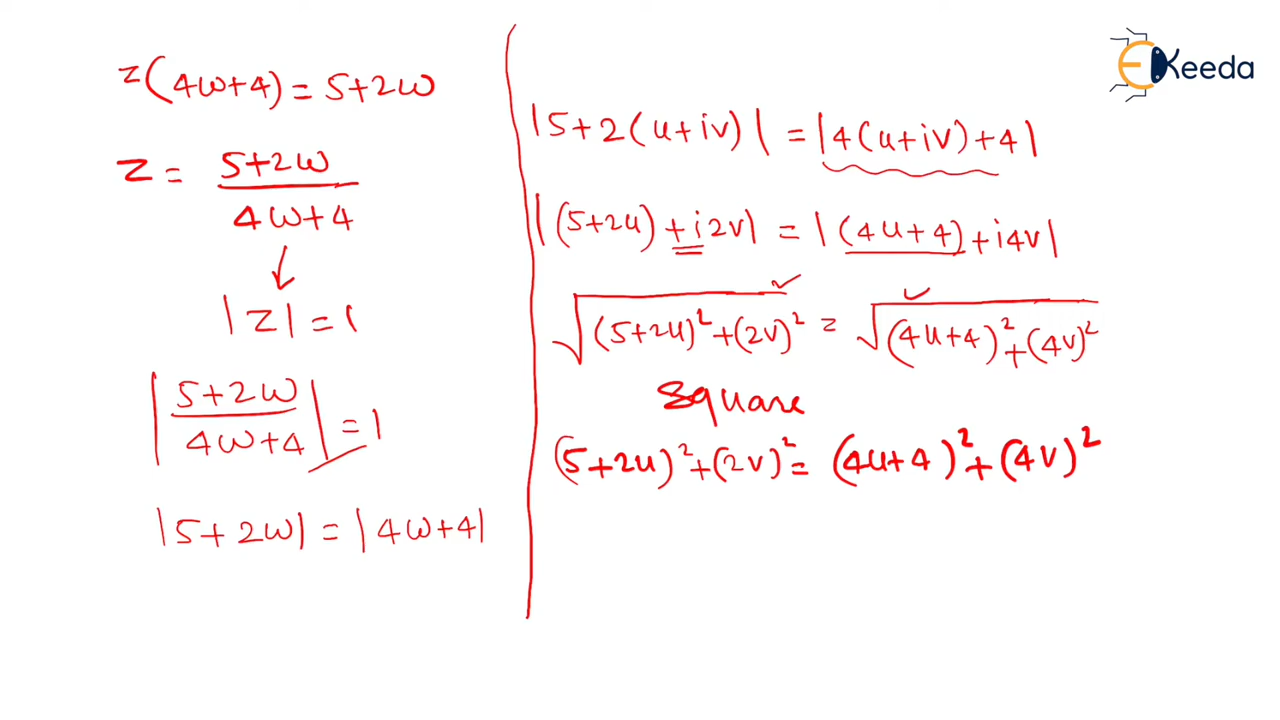 z(4ω+4) = 5+2ω
z = (5+2ω)/(4ω+4)
↓
|z| = 1
|(5+2ω)/(4ω+4)| = 1
|5+2ω| = |4ω+4|
EKeeda
|5+2(u+iv)| = |4(u+iv)+4|
|(5+2u)+i2v| = |(4u+4)+i4v|
√((5+2u)²+(2v)²) = √((4u+4)²+(4v)²)
Square
(5+2u)²+(2v)² = (4u+4)²+(4v)²